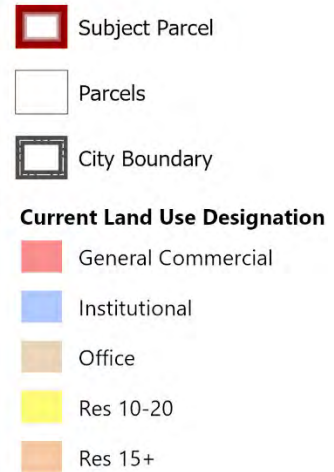 Subject Parcel
Parcels
City Boundary
Current Land Use Designation
General Commercial
Institutional
Office
Res 10-20
Res 15+